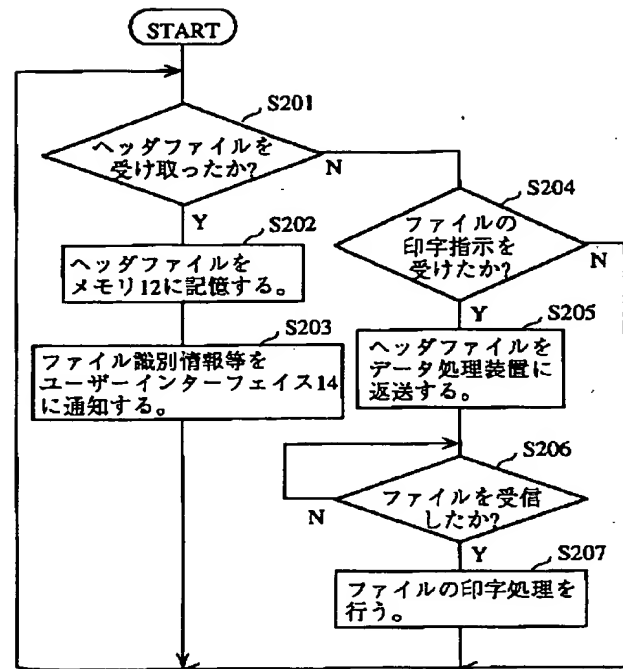 START
S201
ヘッダファイルを
受け取ったか?
N
Y
S202
ヘッダファイルを
メモリ12に記憶する。
S203
ファイル識別情報等を
ユーザーインターフェイス14
に通知する。
S204
ファイルの
印字指示を
受けたか?
N
Y
S205
ヘッダファイルを
データ処理装置に
返送する。
S206
ファイルを受信
したか?
N
Y
S207
ファイルの印字処理を
行う。